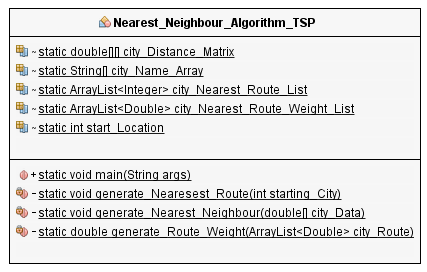 Nearest_Neighbour_Algorithm_TSP
~ static double[][] city_Distance_Matrix
~ static String[] city_Name_Array
~ static ArrayList<Integer> city_Nearest_Route_List
~ static ArrayList<Double> city_Nearest_Route_Weight_List
~ static int start_Location
+ static void main(String args)
- static void generate_Nearesest_Route(int starting_City)
- static void generate_Nearest_Neighbour(double[] city_Data)
- static double generate_Route_Weight(ArrayList<Double> city_Route)